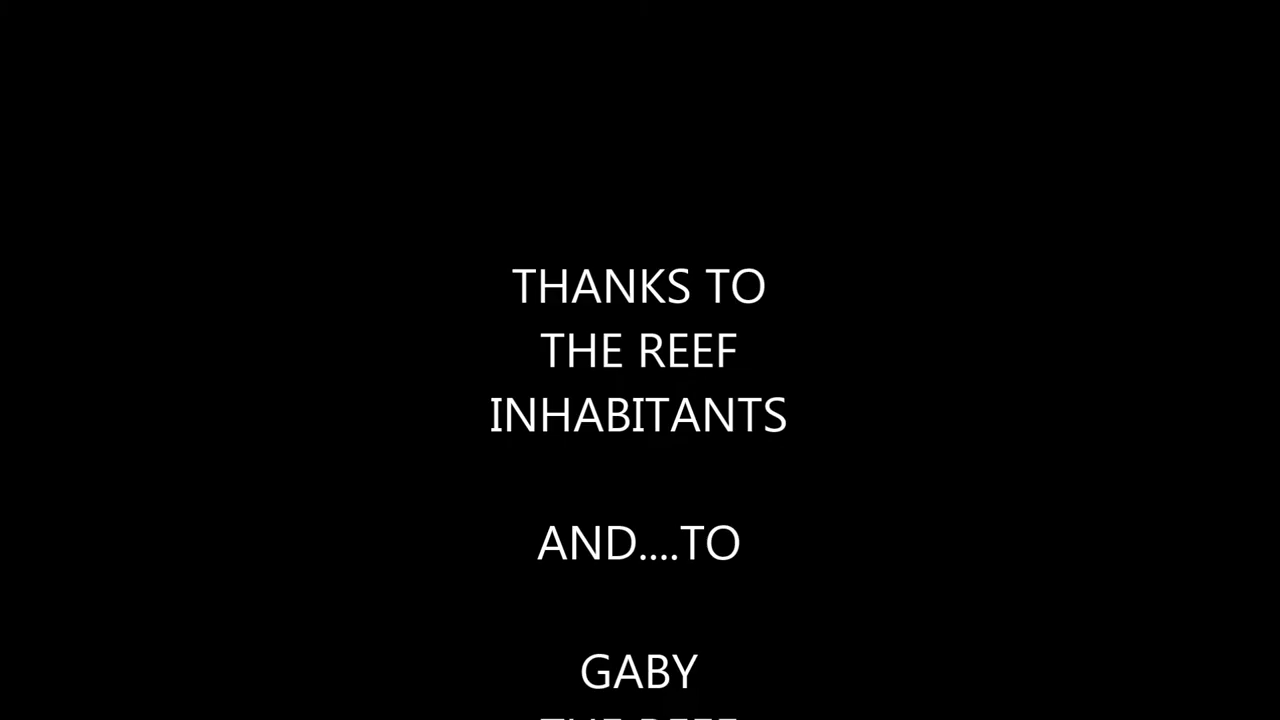 THANKS TO
THE REEF
INHABITANTS
AND....TO
GABY